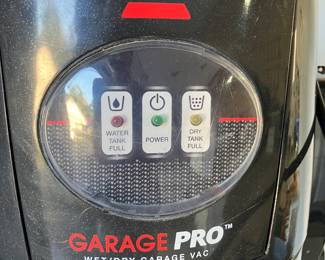 WATER
TANK
FULL
POWER
DRY
TANK
FULL
GARAGE PRO™
WET/DRY GARAGE VAC